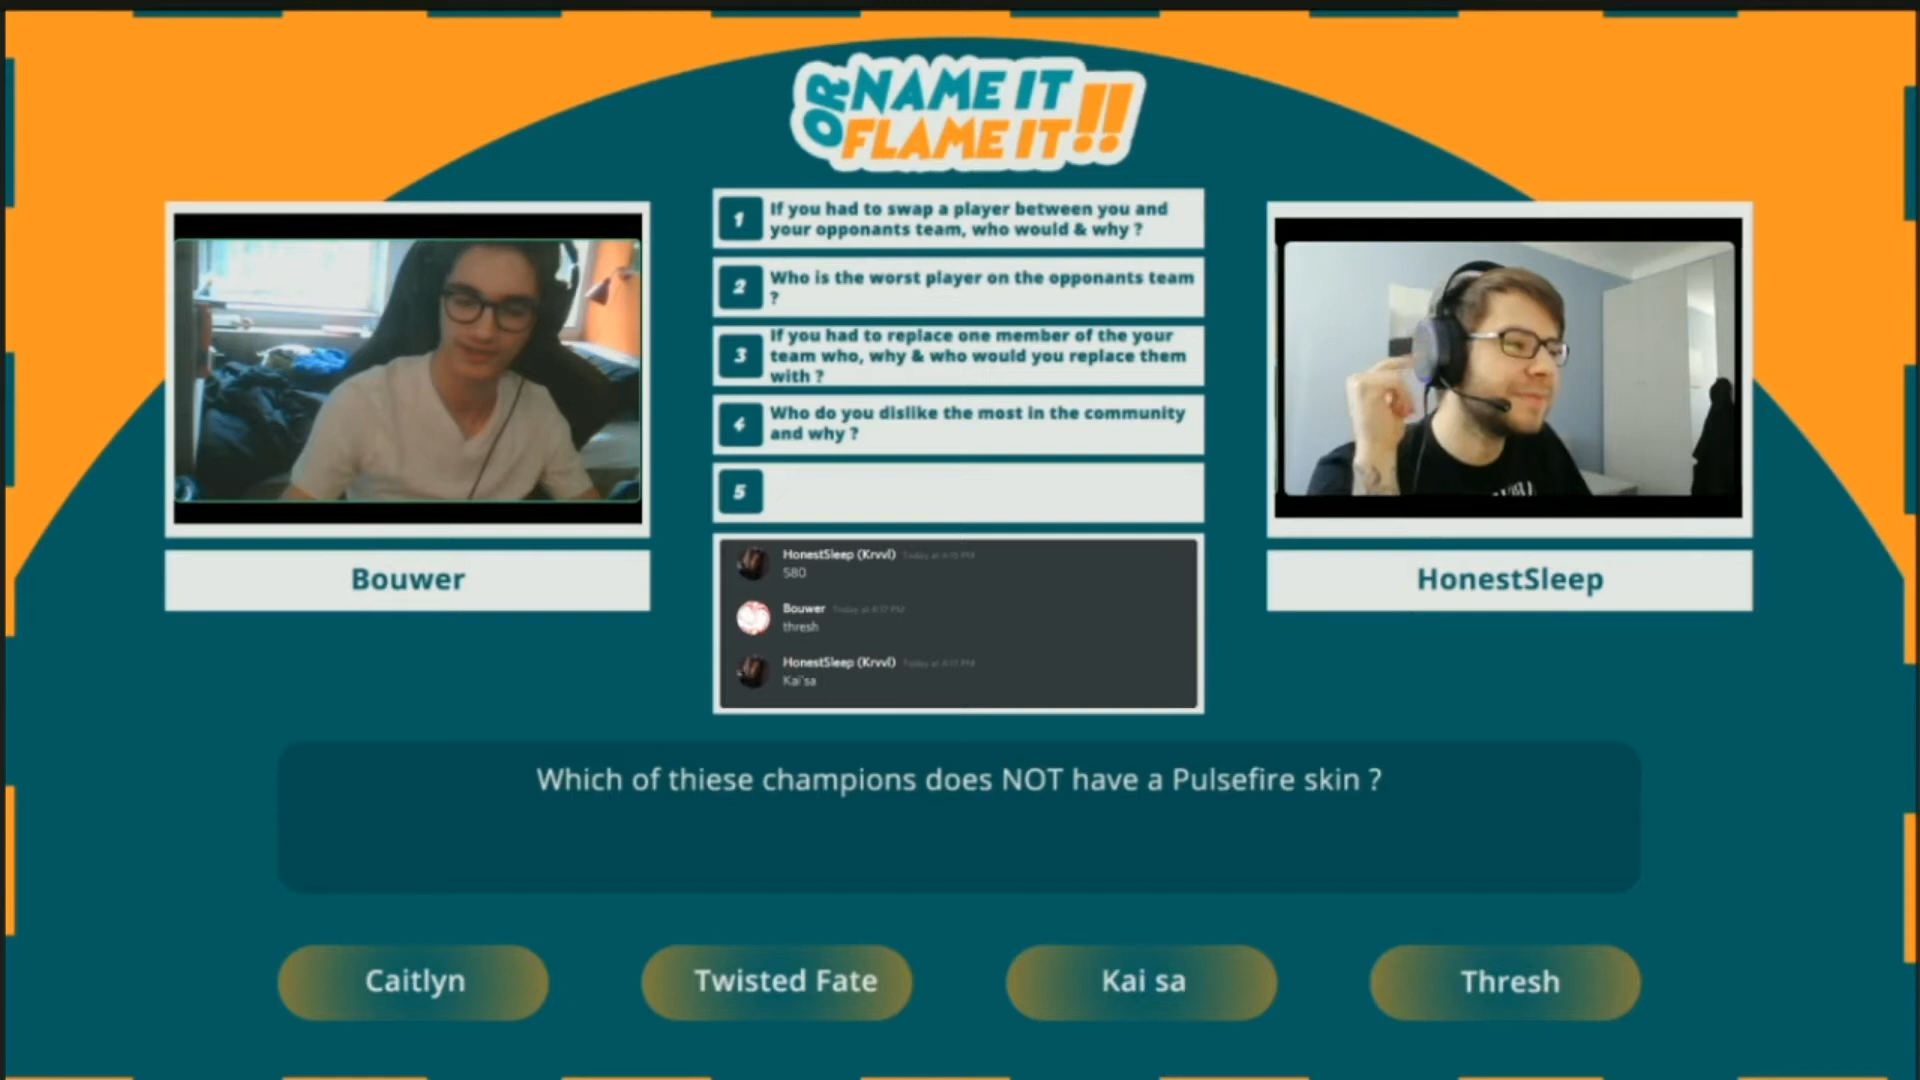 OR NAME IT
FLAME IT!!
1 If you had to swap a player between you and
your opponants team, who would & why ?
2 Who is the worst player on the opponants team
?
3 If you had to replace one member of the your
team who, why & who would you replace them
with ?
4 Who do you dislike the most in the community
and why ?
5
HonestSleep (Krvvl)
580
Bouwer
thresh
HonestSleep (Krvvl)
Kai'sa
Bouwer
HonestSleep
Which of thiese champions does NOT have a Pulsefire skin ?
Caitlyn
Twisted Fate
Kai sa
Thresh